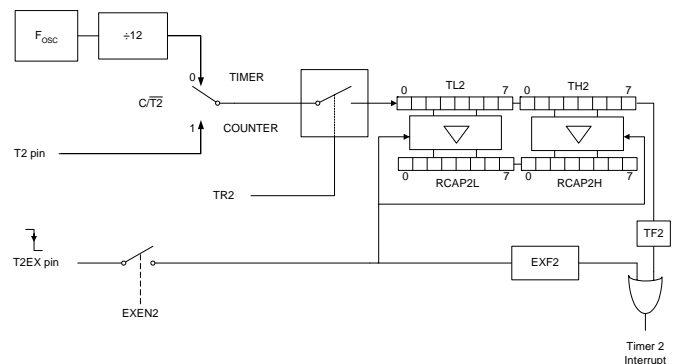 FOSC
÷12
0
TIMER
C/T2
1
COUNTER
T2 pin
TR2
0 TL2 7
0 TH2 7
0 7
RCAP2L
0 7
RCAP2H
TF2
T2EX pin
EXF2
EXEN2
Timer 2
Interrupt